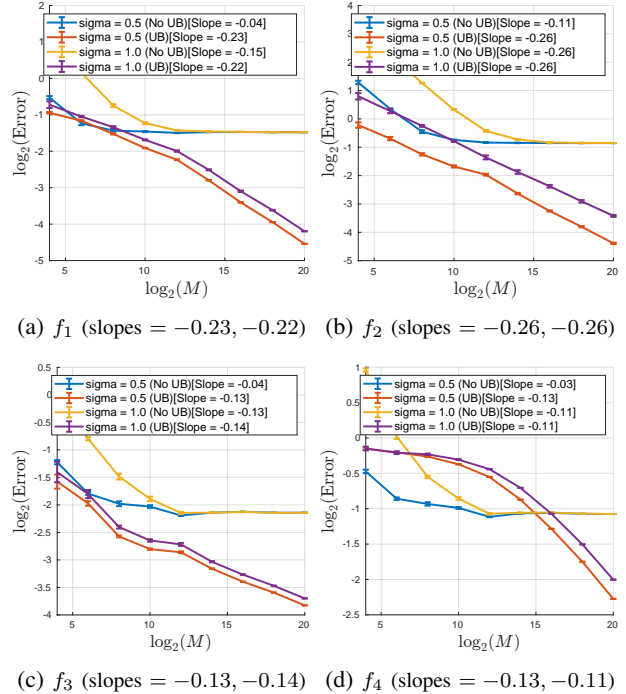 sigma = 0.5 (No UB)[Slope = -0.04)
sigma = 0.5 (UB)[Slope = -0.23)
sigma = 1.0 (No UB)[Slope = -0.15)
sigma = 1.0 (UB)[Slope = -0.22)
2
1
0
-1
-2
-3
-4
-5
log₂(Error)
5 10 15 20
log₂(M)
(a) f₁ (slopes = −0.23, −0.22)
sigma = 0.5 (No UB)[Slope = -0.11)
sigma = 0.5 (UB)[Slope = -0.26)
sigma = 1.0 (No UB)[Slope = -0.26)
sigma = 1.0 (UB)[Slope = -0.26)
2
1
0
-1
-2
-3
-4
-5
log₂(Error)
5 10 15 20
log₂(M)
(b) f₂ (slopes = −0.26, −0.26)
sigma = 0.5 (No UB)[Slope = -0.04)
sigma = 0.5 (UB)[Slope = -0.13)
sigma = 1.0 (No UB)[Slope = -0.13)
sigma = 1.0 (UB)[Slope = -0.14)
0.5
0
-0.5
-1
-1.5
-2
-2.5
-3
-3.5
-4
log₂(Error)
5 10 15 20
log₂(M)
(c) f₃ (slopes = −0.13, −0.14)
sigma = 0.5 (No UB)[Slope = -0.03)
sigma = 0.5 (UB)[Slope = -0.13)
sigma = 1.0 (No UB)[Slope = -0.11)
sigma = 1.0 (UB)[Slope = -0.11)
1
0.5
0
-0.5
-1
-1.5
-2
-2.5
log₂(Error)
5 10 15 20
log₂(M)
(d) f₄ (slopes = −0.13, −0.11)